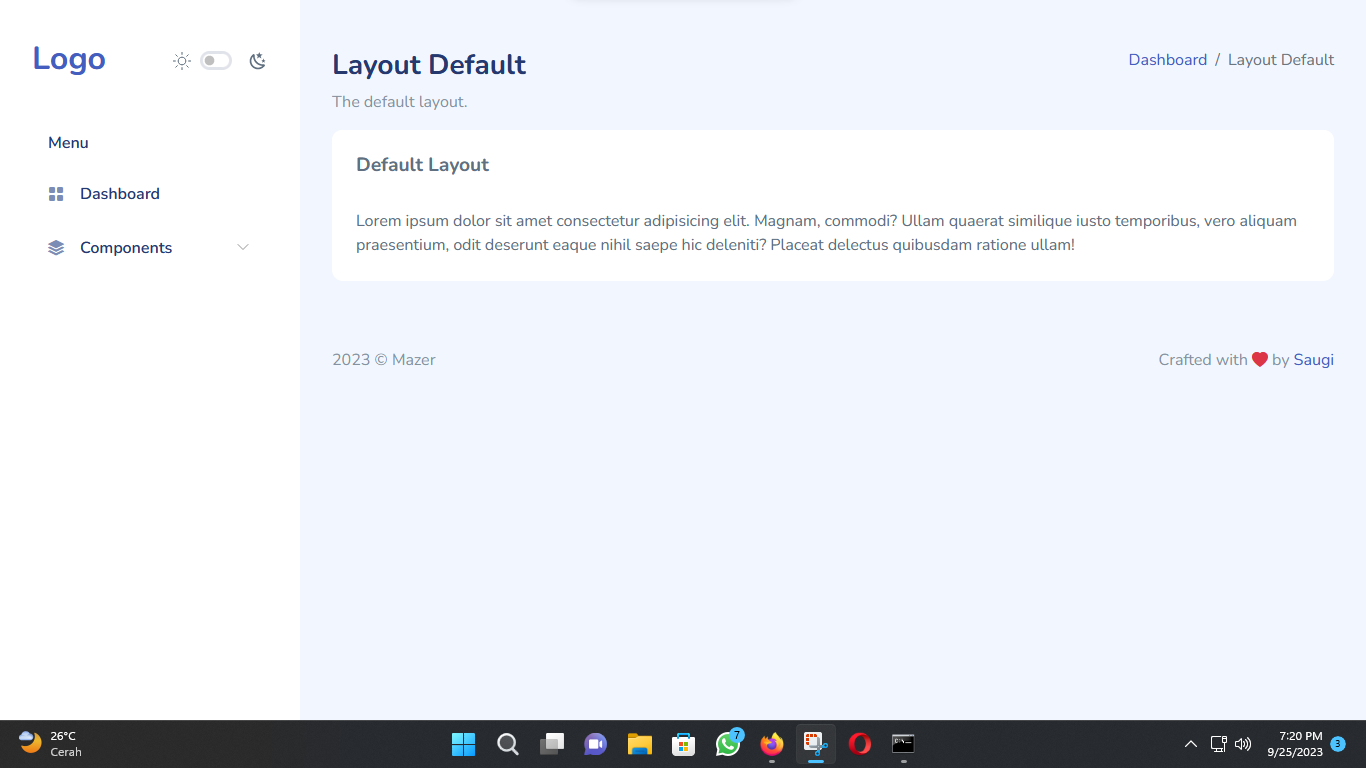 Logo
Menu
Dashboard
Components
Layout Default
The default layout.
Dashboard / Layout Default
Default Layout
Lorem ipsum dolor sit amet consectetur adipisicing elit. Magnam, commodi? Ullam quaerat similique iusto temporibus, vero aliquam
praesentium, odit deserunt eaque nihil saepe hic deleniti? Placeat delectus quibusdam ratione ullam!
2023 © Mazer
Crafted with ❤ by Saugi
26°C
Cerah
7
7:20 PM
9/25/2023
3